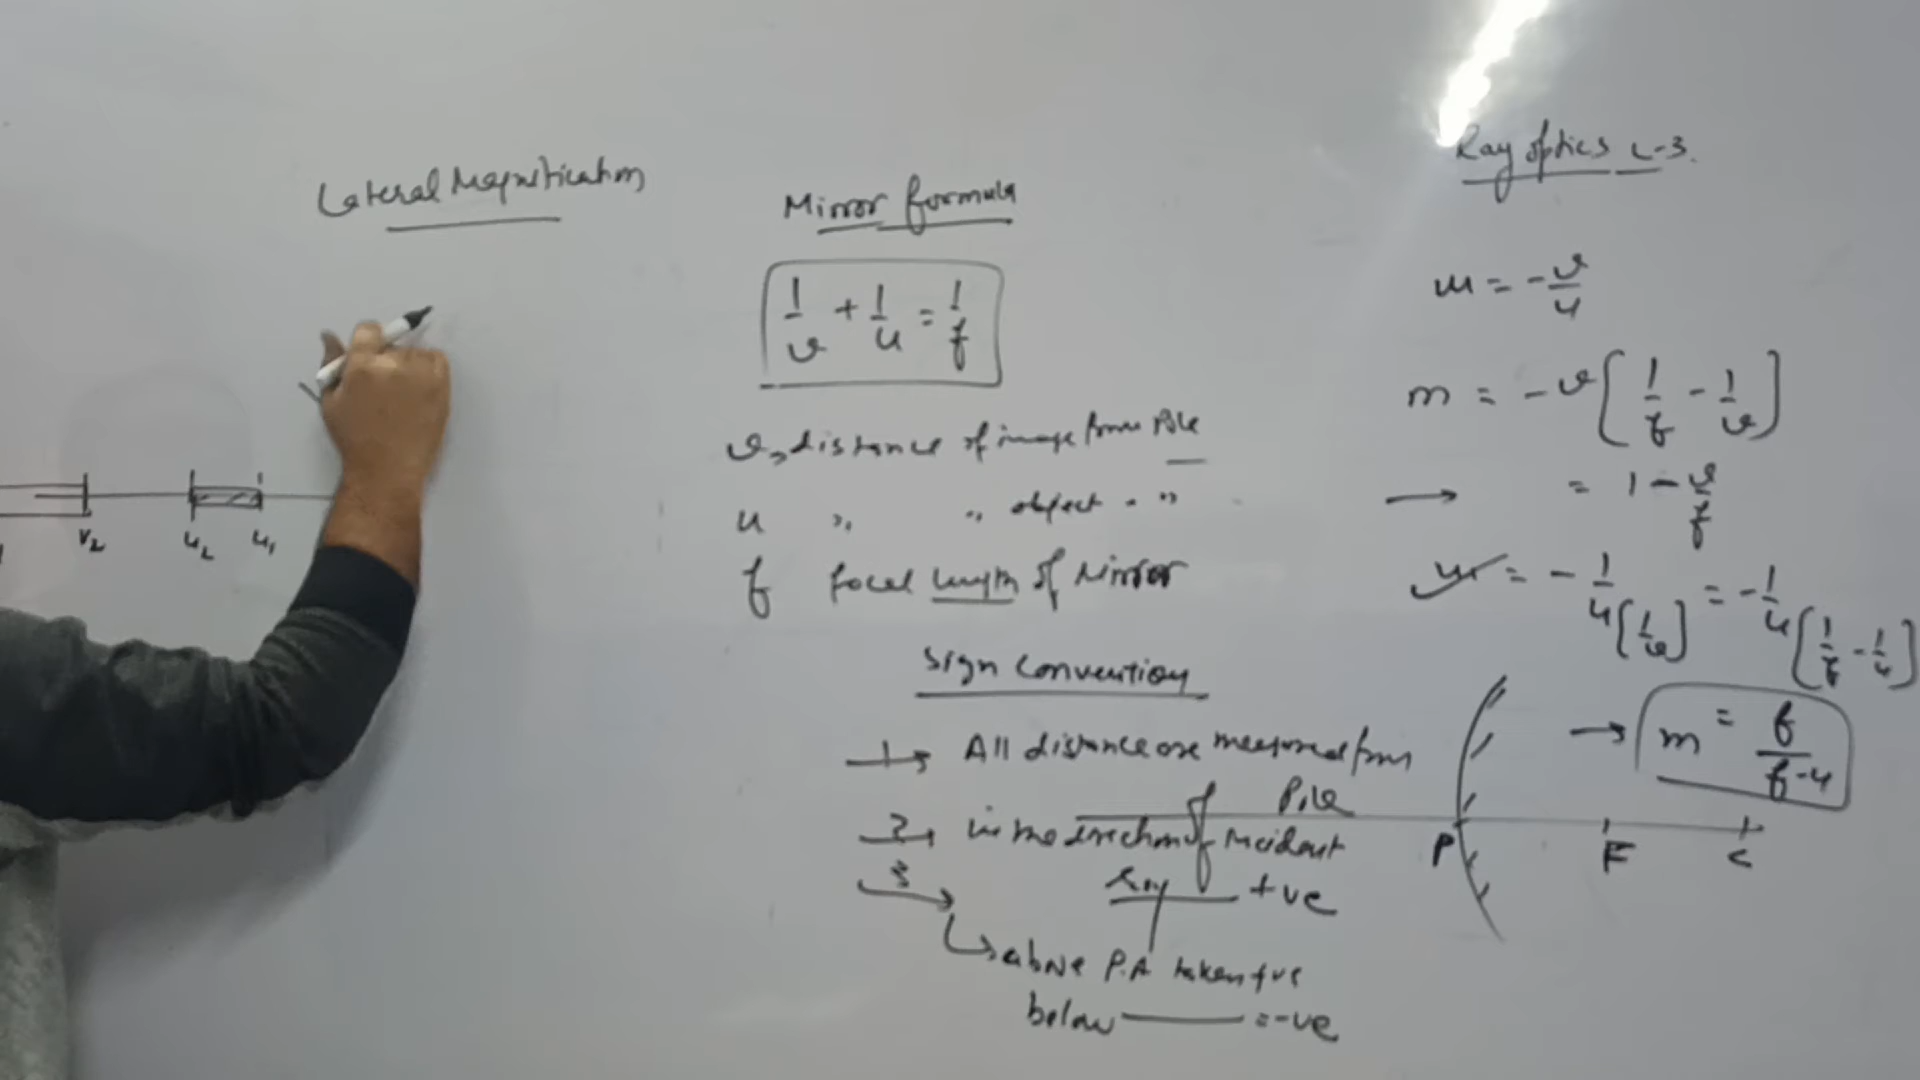 Ray optics L-3.
Lateral Magnification
Mirror formula
1/v + 1/u = 1/f
v → distance of image from Pole
u ,, ,, object - "
f focal length of Mirror
Sign Convention
1→ All distance are measured from
Pole
2→ in the direction of Incident
ray +ve
3→
↳ above P.A taken +ve
below ——— = -ve
m = -v/u
m = -v[1/f - 1/v]
→ = 1 - v/f
m = -1/u[1/v] = -1/u[1/f - 1/u]
→ m = f/f-u
P F C
V2 u2 u1